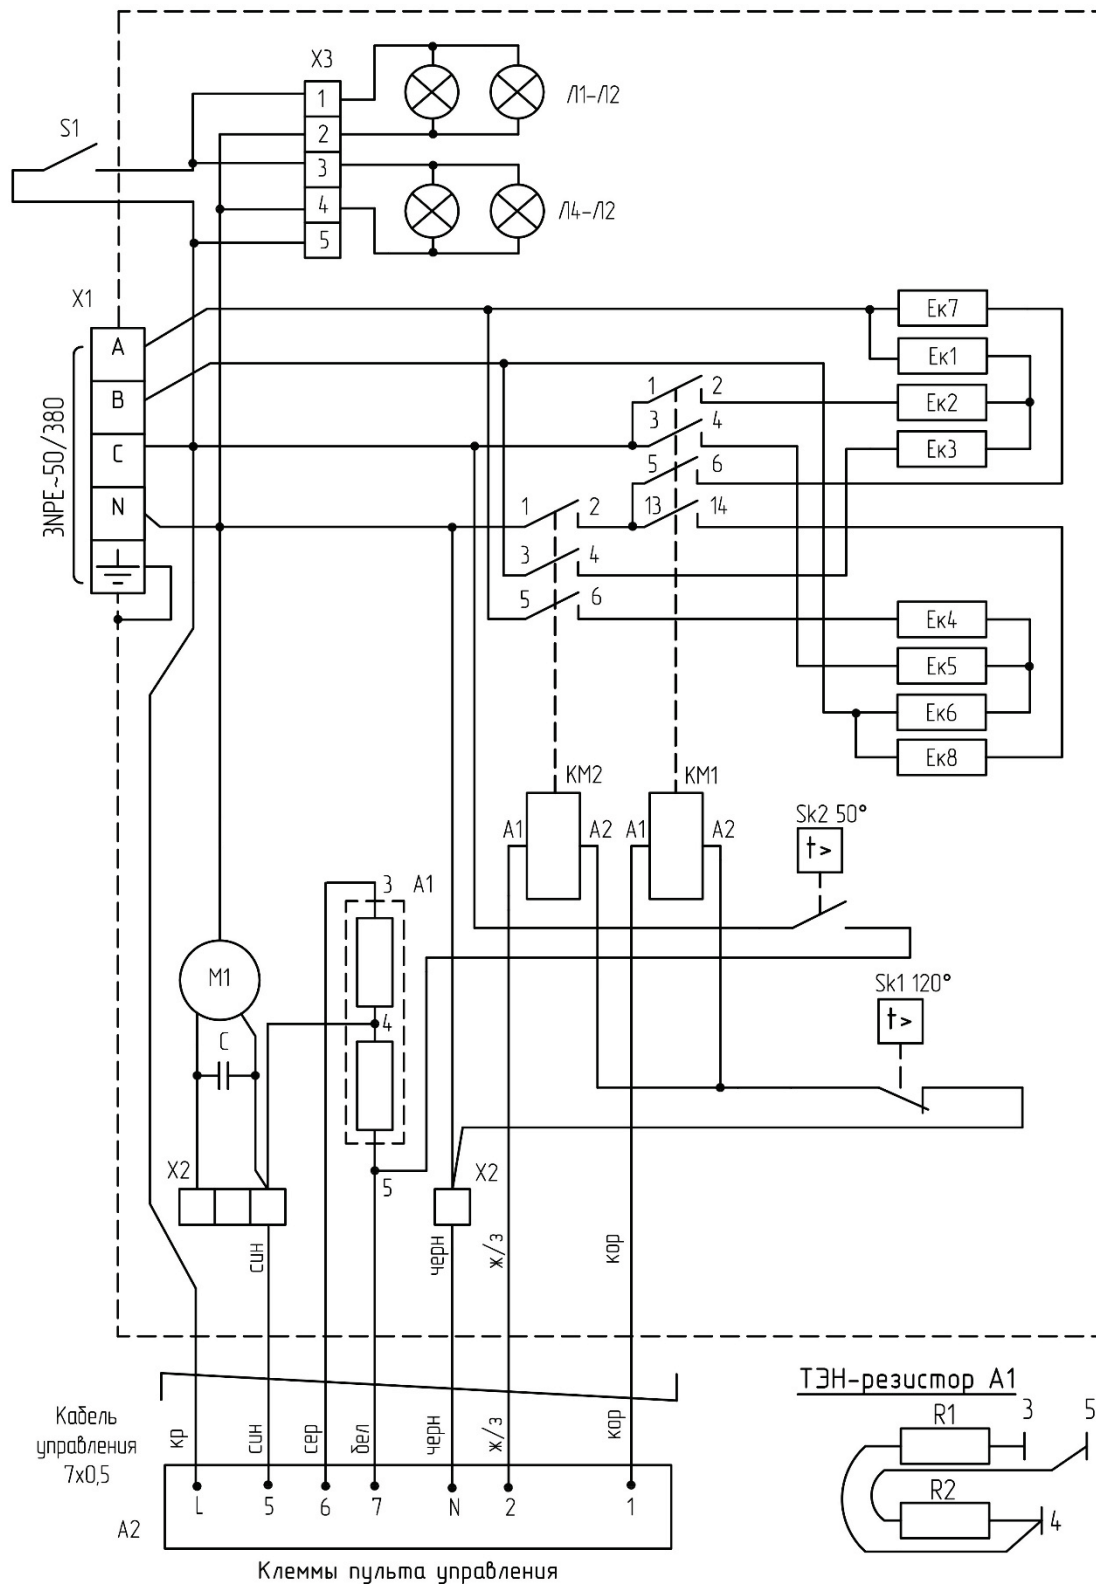 X3
1
2
3
4
5
Л1-Л2
Л4-Л2
S1
X1
A
B
C
N
3NPE~50/380
Ек7
Ек1
Ек2
Ек3
1 2
3 4
5 6
13 14
1 2
3 4
5 6
Ек4
Ек5
Ек6
Ек8
KM2
KM1
A1 A2
A1 A2
Sk2 50°
t>
Sk1 120°
t>
3 A1
4
5
M1
C
X2
X2
син
черн
ж/з
кор
Кабель
управления
7x0,5
кр
син
сер
бел
черн
ж/з
кор
L 5 6 7 N 2 1
A2
Клеммы пульта управления
ТЭН-резистор А1
R1 3 5
R2 4